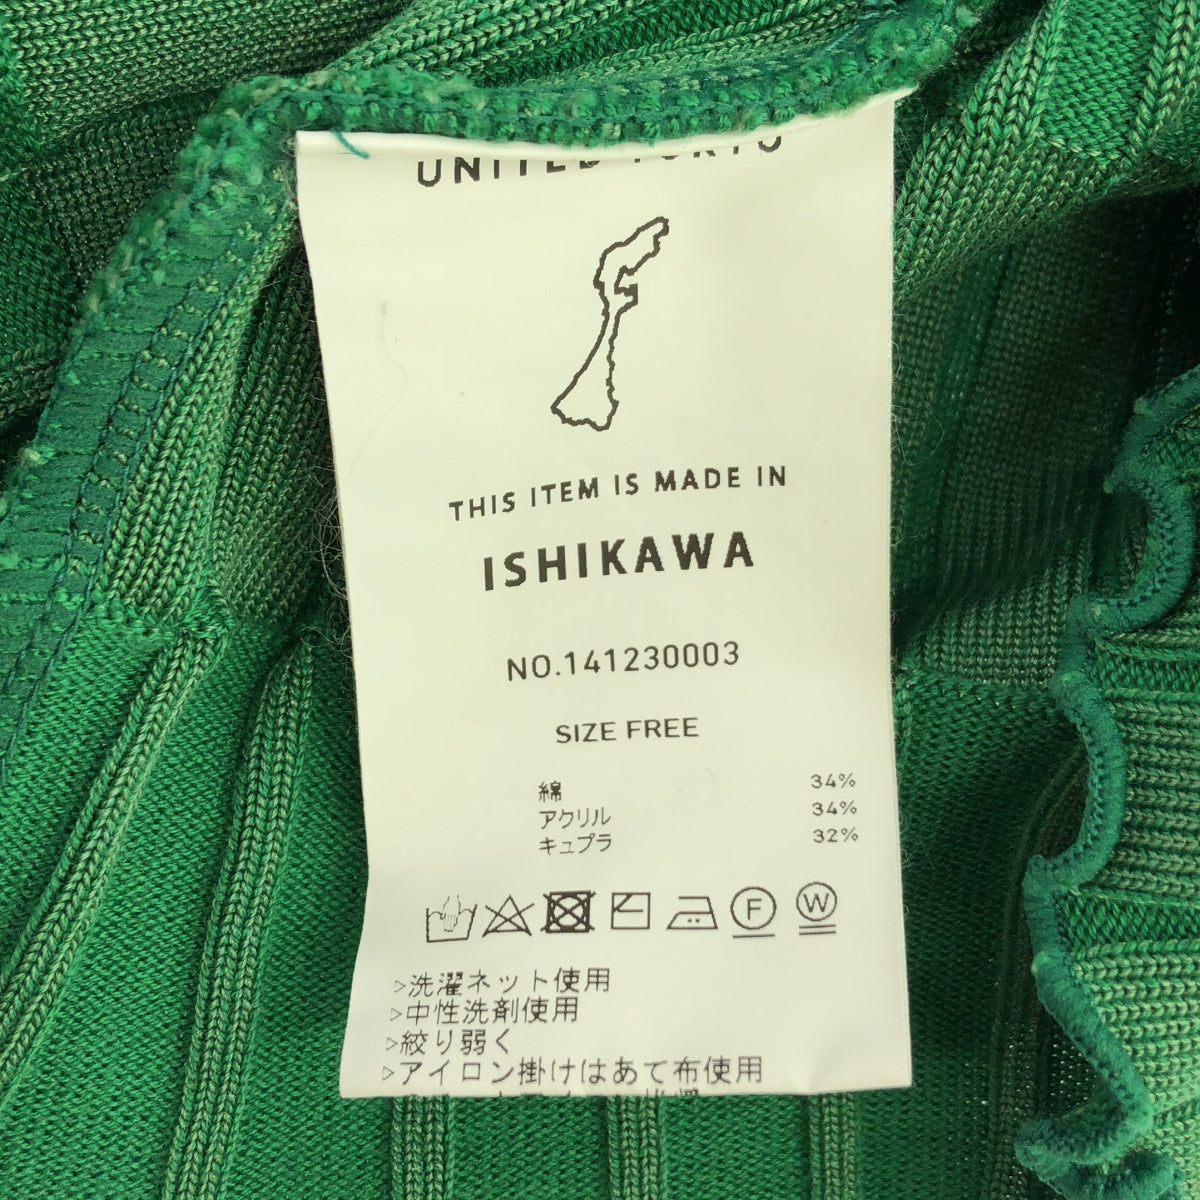 UNITED TOKYO
THIS ITEM IS MADE IN
ISHIKAWA
NO.141230003
SIZE FREE
綿 34%
アクリル 34%
キュプラ 32%
F W
▷洗濯ネット使用
▷中性洗剤使用
▷絞り弱く
▷アイロン掛けはあて布使用